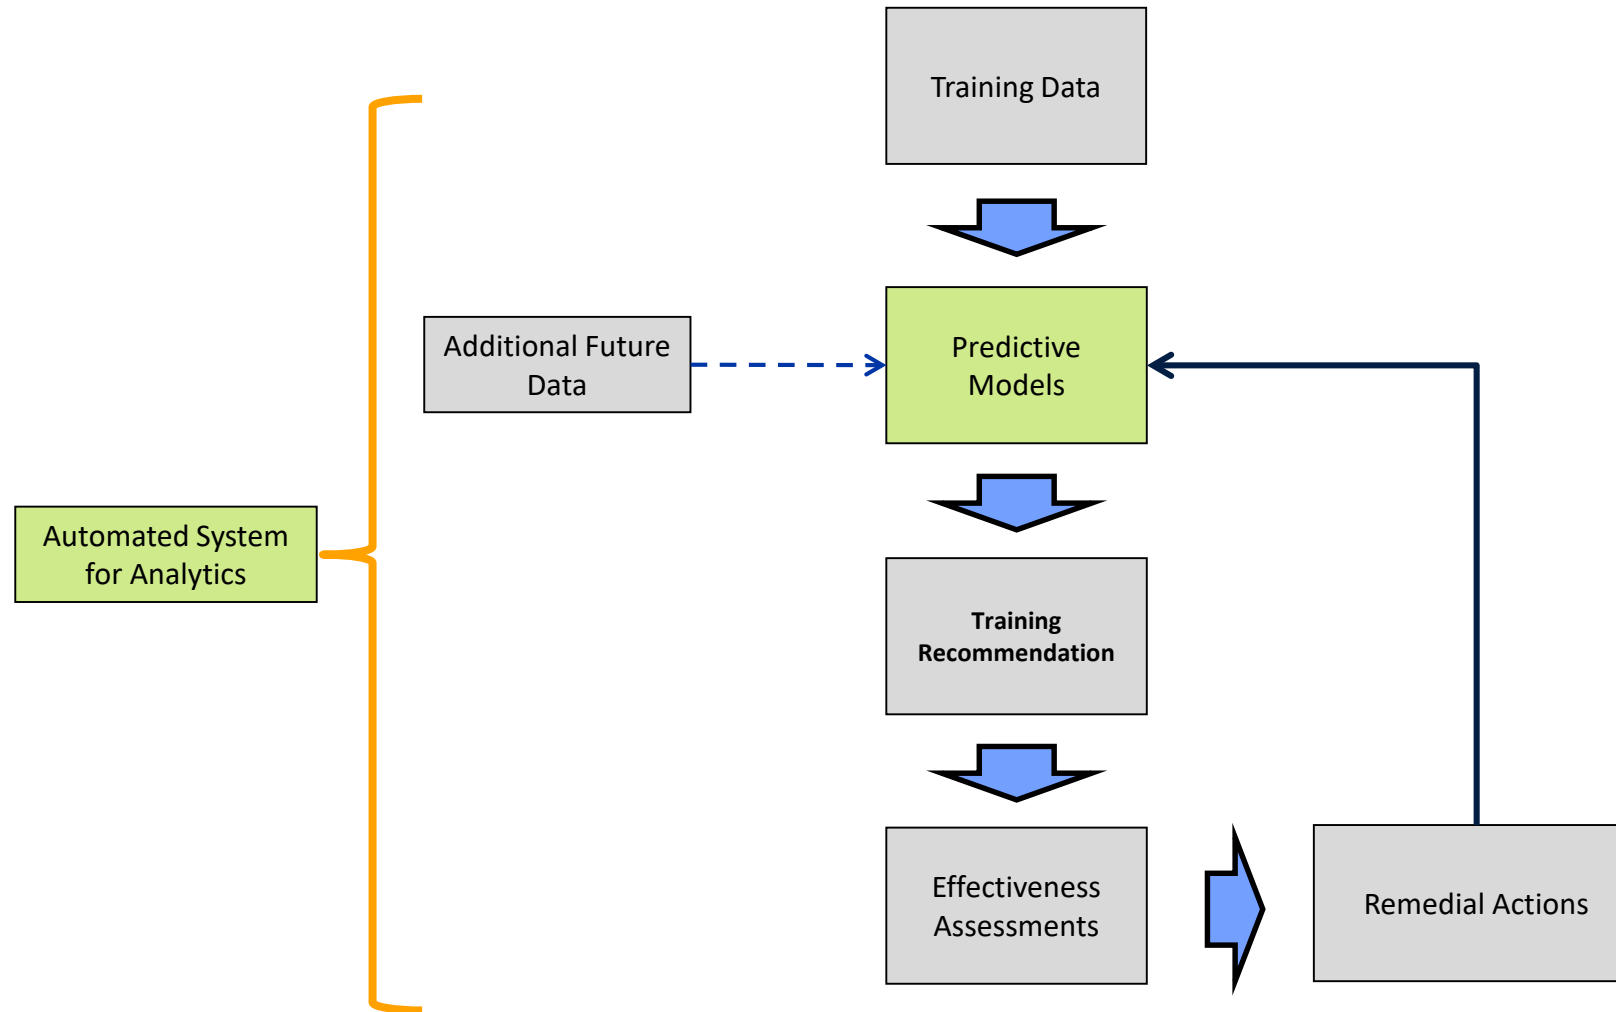 Training Data
Additional Future
Data
Predictive
Models
Automated System
for Analytics
Training
Recommendation
Effectiveness
Assessments
Remedial Actions